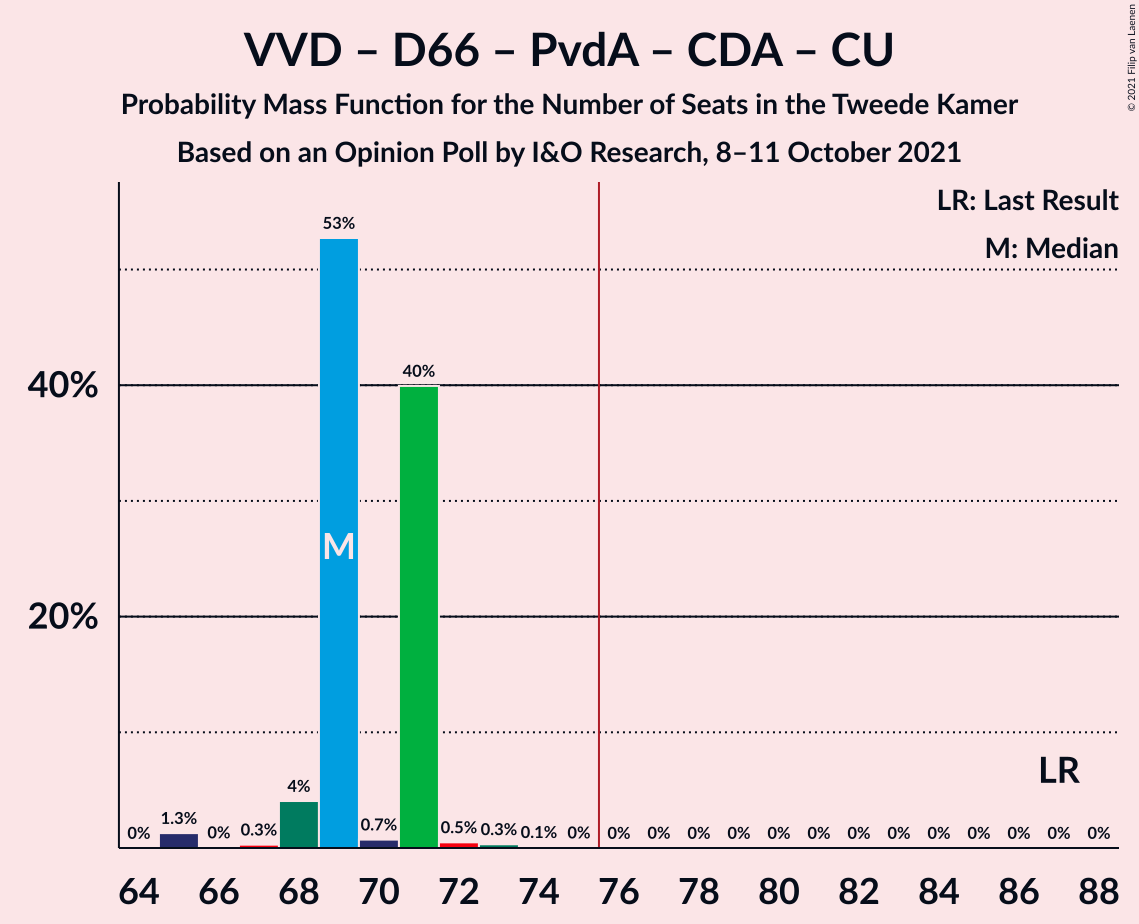 VVD – D66 – PvdA – CDA – CU
Probability Mass Function for the Number of Seats in the Tweede Kamer
Based on an Opinion Poll by I&O Research, 8–11 October 2021
© 2021 Filip van Laenen
LR: Last Result
M: Median
53%
40%
40%
M
20%
LR
4%
0% 1.3% 0% 0.3% 0.7% 0.5% 0.3% 0.1% 0% 0% 0% 0% 0% 0% 0% 0% 0% 0% 0% 0% 0% 0%
64 66 68 70 72 74 76 78 80 82 84 86 88